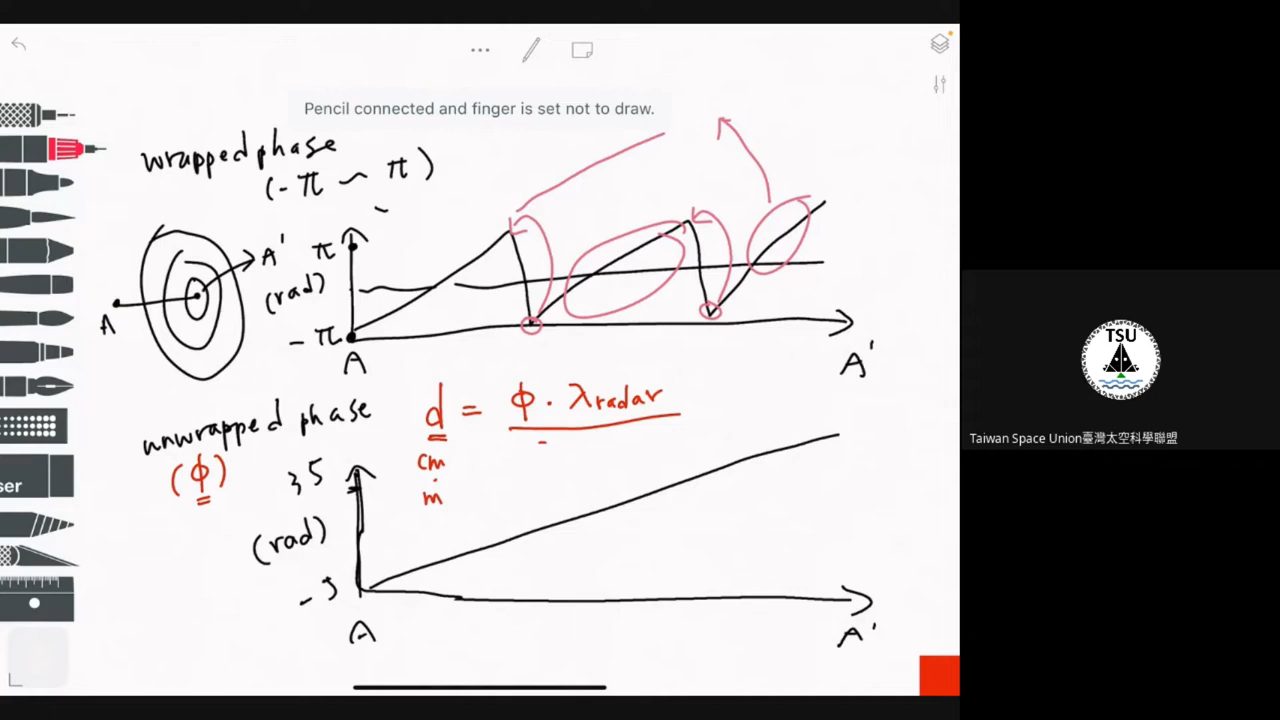 Pencil connected and finger is set not to draw.
wrapped phase
(-π ~ π)
A'
A
π
(rad)
-π
A
A'
unwrapped phase
(ϕ)
d = ϕ · λradar
cm
m
35
(rad)
A
A'
ser
TSU
Taiwan Space Union臺灣太空科學聯盟